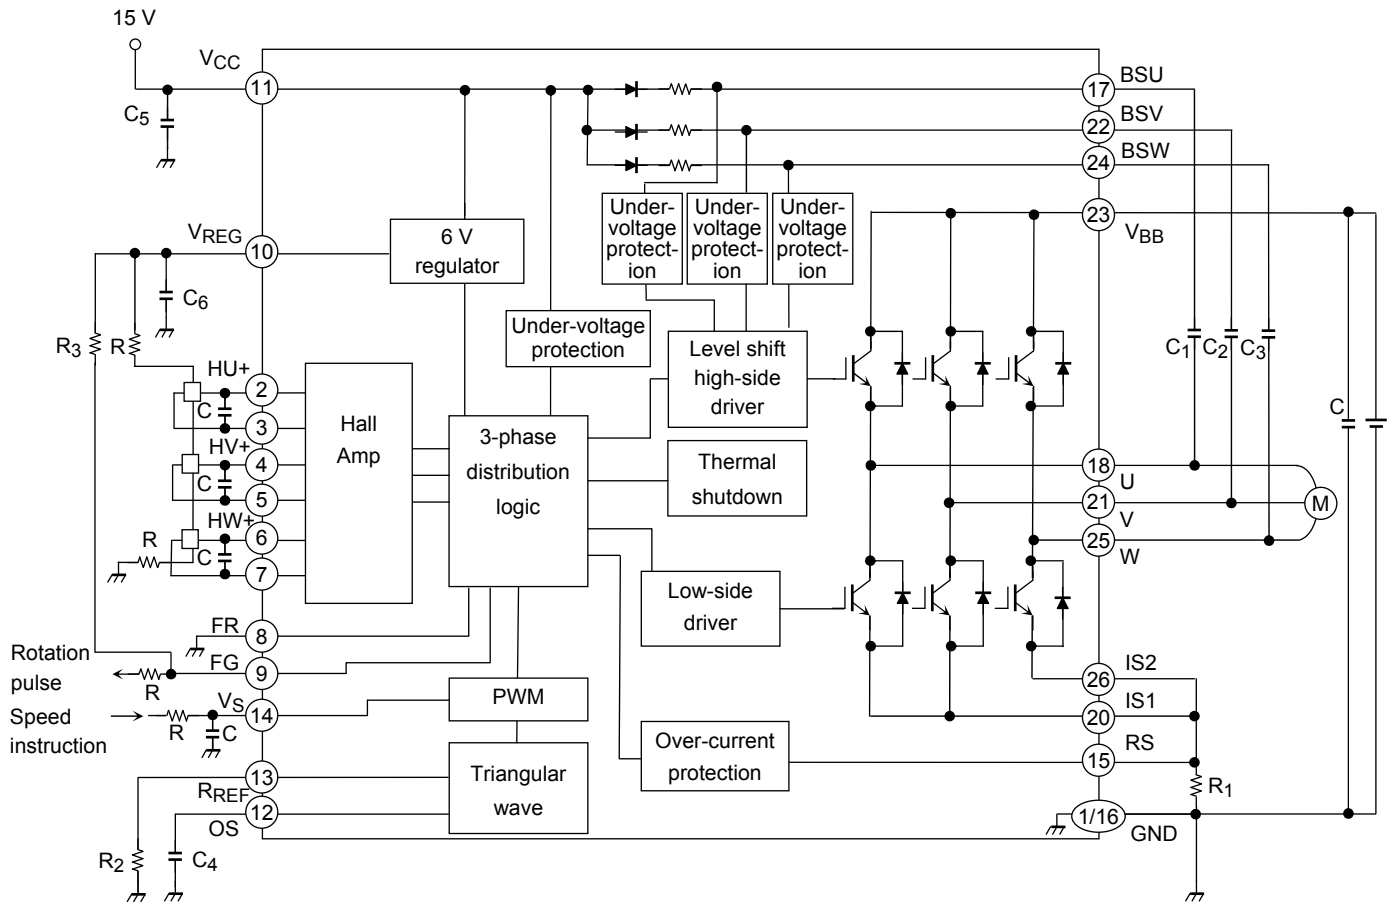 15 V
VCC
11
C5
BSU
17
BSV
22
BSW
24
23
VBB
VREG
10
C6
6 V
regulator
Under-
voltage
protect-
ion
Under-
voltage
protect-
ion
Under-
voltage
protect-
ion
Under-voltage
protection
Level shift
high-side
driver
R3
R
HU+
2
C
3
HV+
4
C
5
HW+
6
R
C
7
Hall
Amp
3-phase
distribution
logic
Thermal
shutdown
Low-side
driver
C1
C2
C3
C
18
U
21
V
25
W
M
FR
8
Rotation
pulse
R
FG
9
Speed
instruction
R
VS
C
14
PWM
Over-current
protection
Triangular
wave
26
IS2
20
IS1
15
RS
R1
1/16
GND
13
RREF
12
OS
R2
C4